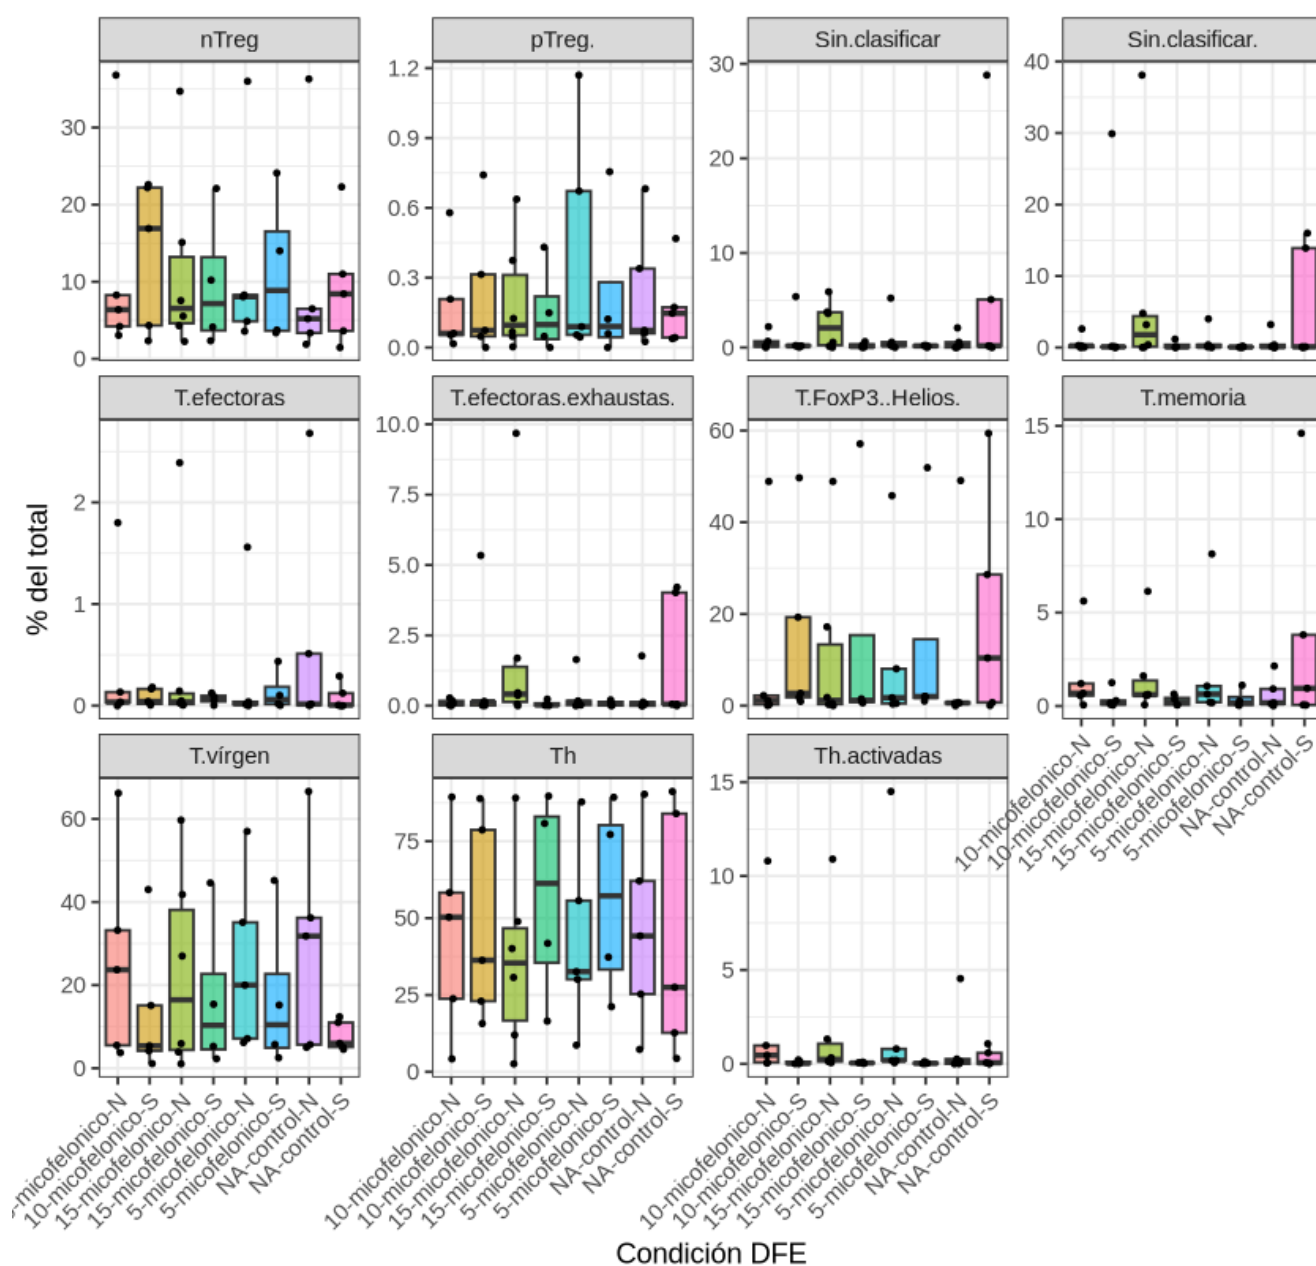 nTreg
pTreg.
Sin.clasificar
Sin.clasificar.
30
20
10
0
1.2
0.9
0.6
0.3
0.0
30
20
10
0
40
30
20
10
0
T.efectoras
T.efectoras.exhaustas.
T.FoxP3..Helios.
T.memoria
% del total
2
1
0
10.0
7.5
5.0
2.5
0.0
60
40
20
0
15
10
5
0
10-micofelonico-N
10-micofelonico-S
15-micofelonico-N
15-micofelonico-S
5-micofelonico-N
5-micofelonico-S
NA-control-N
NA-control-S
T.vírgen
Th
Th.activadas
60
40
20
0
75
50
25
0
15
10
5
0
-micofelonico-N
10-micofelonico-S
15-micofelonico-N
15-micofelonico-S
5-micofelonico-N
5-micofelonico-S
NA-control-N
NA-control-S
10-micofelonico-N
10-micofelonico-S
15-micofelonico-N
15-micofelonico-S
5-micofelonico-N
5-micofelonico-S
NA-control-N
NA-control-S
10-micofelonico-N
10-micofelonico-S
15-micofelonico-N
15-micofelonico-S
5-micofelonico-N
5-micofelonico-S
NA-control-N
NA-control-S
Condición DFE